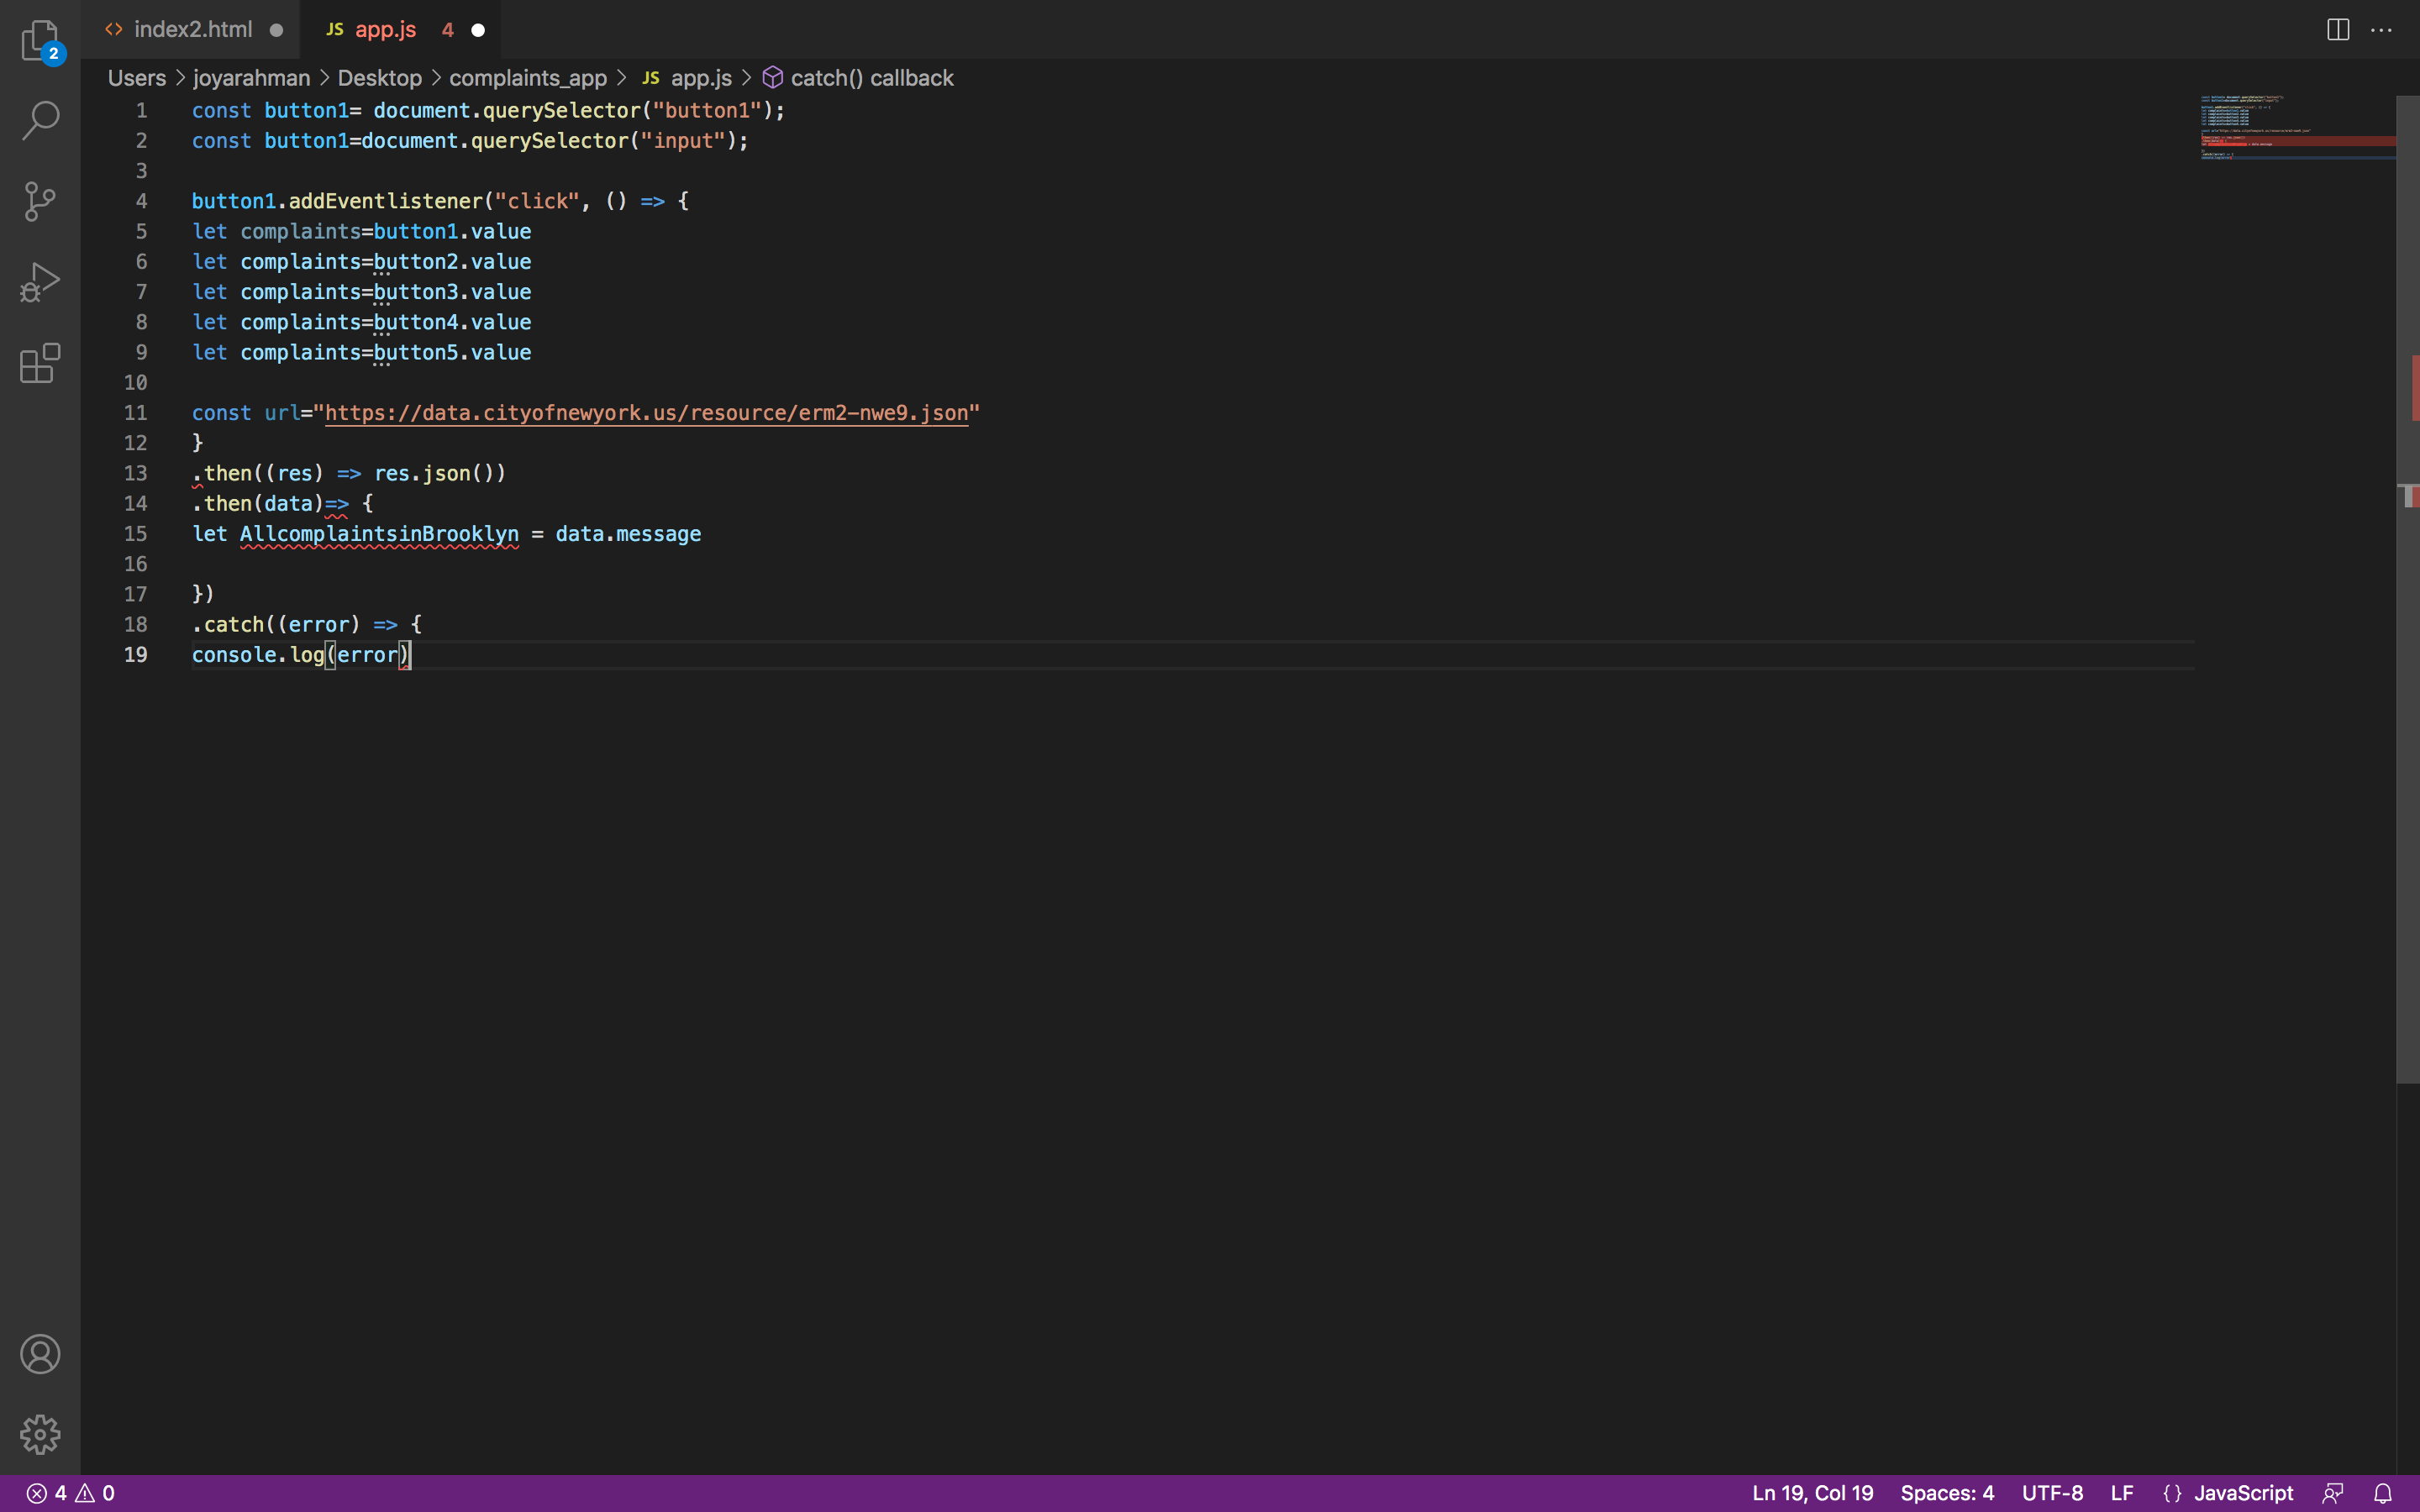 2
index2.html
JS app.js 4
Users > joyarahman > Desktop > complaints_app > JS app.js > catch() callback
1 const button1= document.querySelector("button1");
2 const button1=document.querySelector("input");
3
4 button1.addEventlistener("click", () => {
5 let complaints=button1.value
6 let complaints=button2.value
7 let complaints=button3.value
8 let complaints=button4.value
9 let complaints=button5.value
10
11 const url="https://data.cityofnewyork.us/resource/erm2-nwe9.json"
12 }
13 .then((res) => res.json())
14 .then(data)=> {
15 let AllcomplaintsinBrooklyn = data.message
16
17 })
18 .catch((error) => {
19 console.log(error)
4 0 Ln 19, Col 19 Spaces: 4 UTF-8 LF {} JavaScript